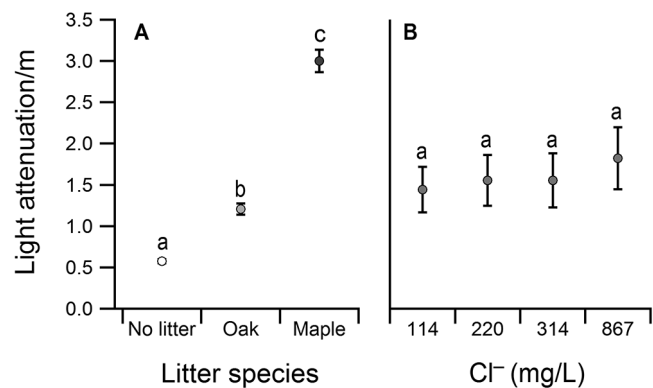 Light attenuation/m
3.5
3.0
2.5
2.0
1.5
1.0
0.5
0.0
A
a
b
c
No litter Oak Maple
Litter species
B
a a a a
114 220 314 867
Cl⁻ (mg/L)